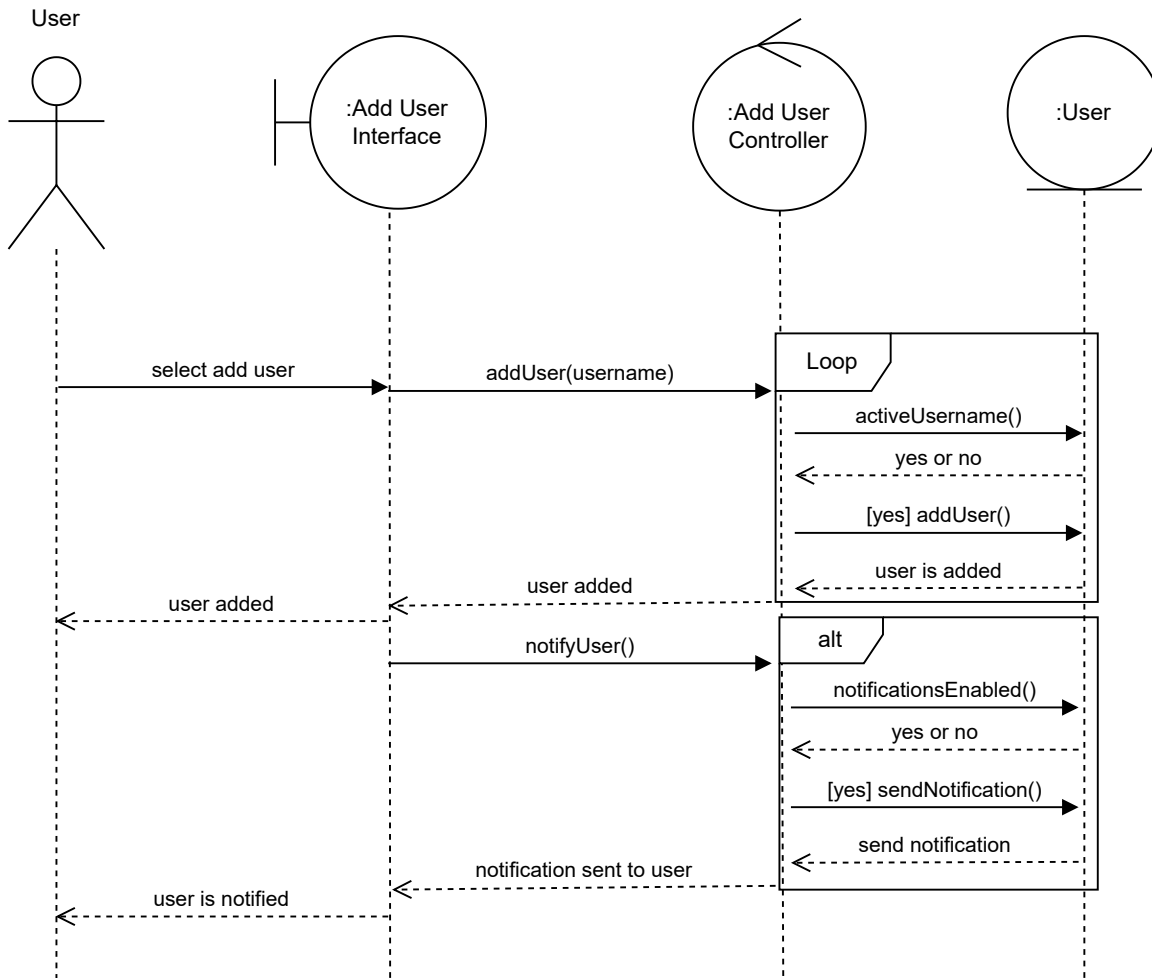 User
:Add User
Interface
:Add User
Controller
:User
Loop
select add user
addUser(username)
activeUsername()
yes or no
[yes] addUser()
user is added
user added
user added
alt
notifyUser()
notificationsEnabled()
yes or no
[yes] sendNotification()
send notification
notification sent to user
user is notified